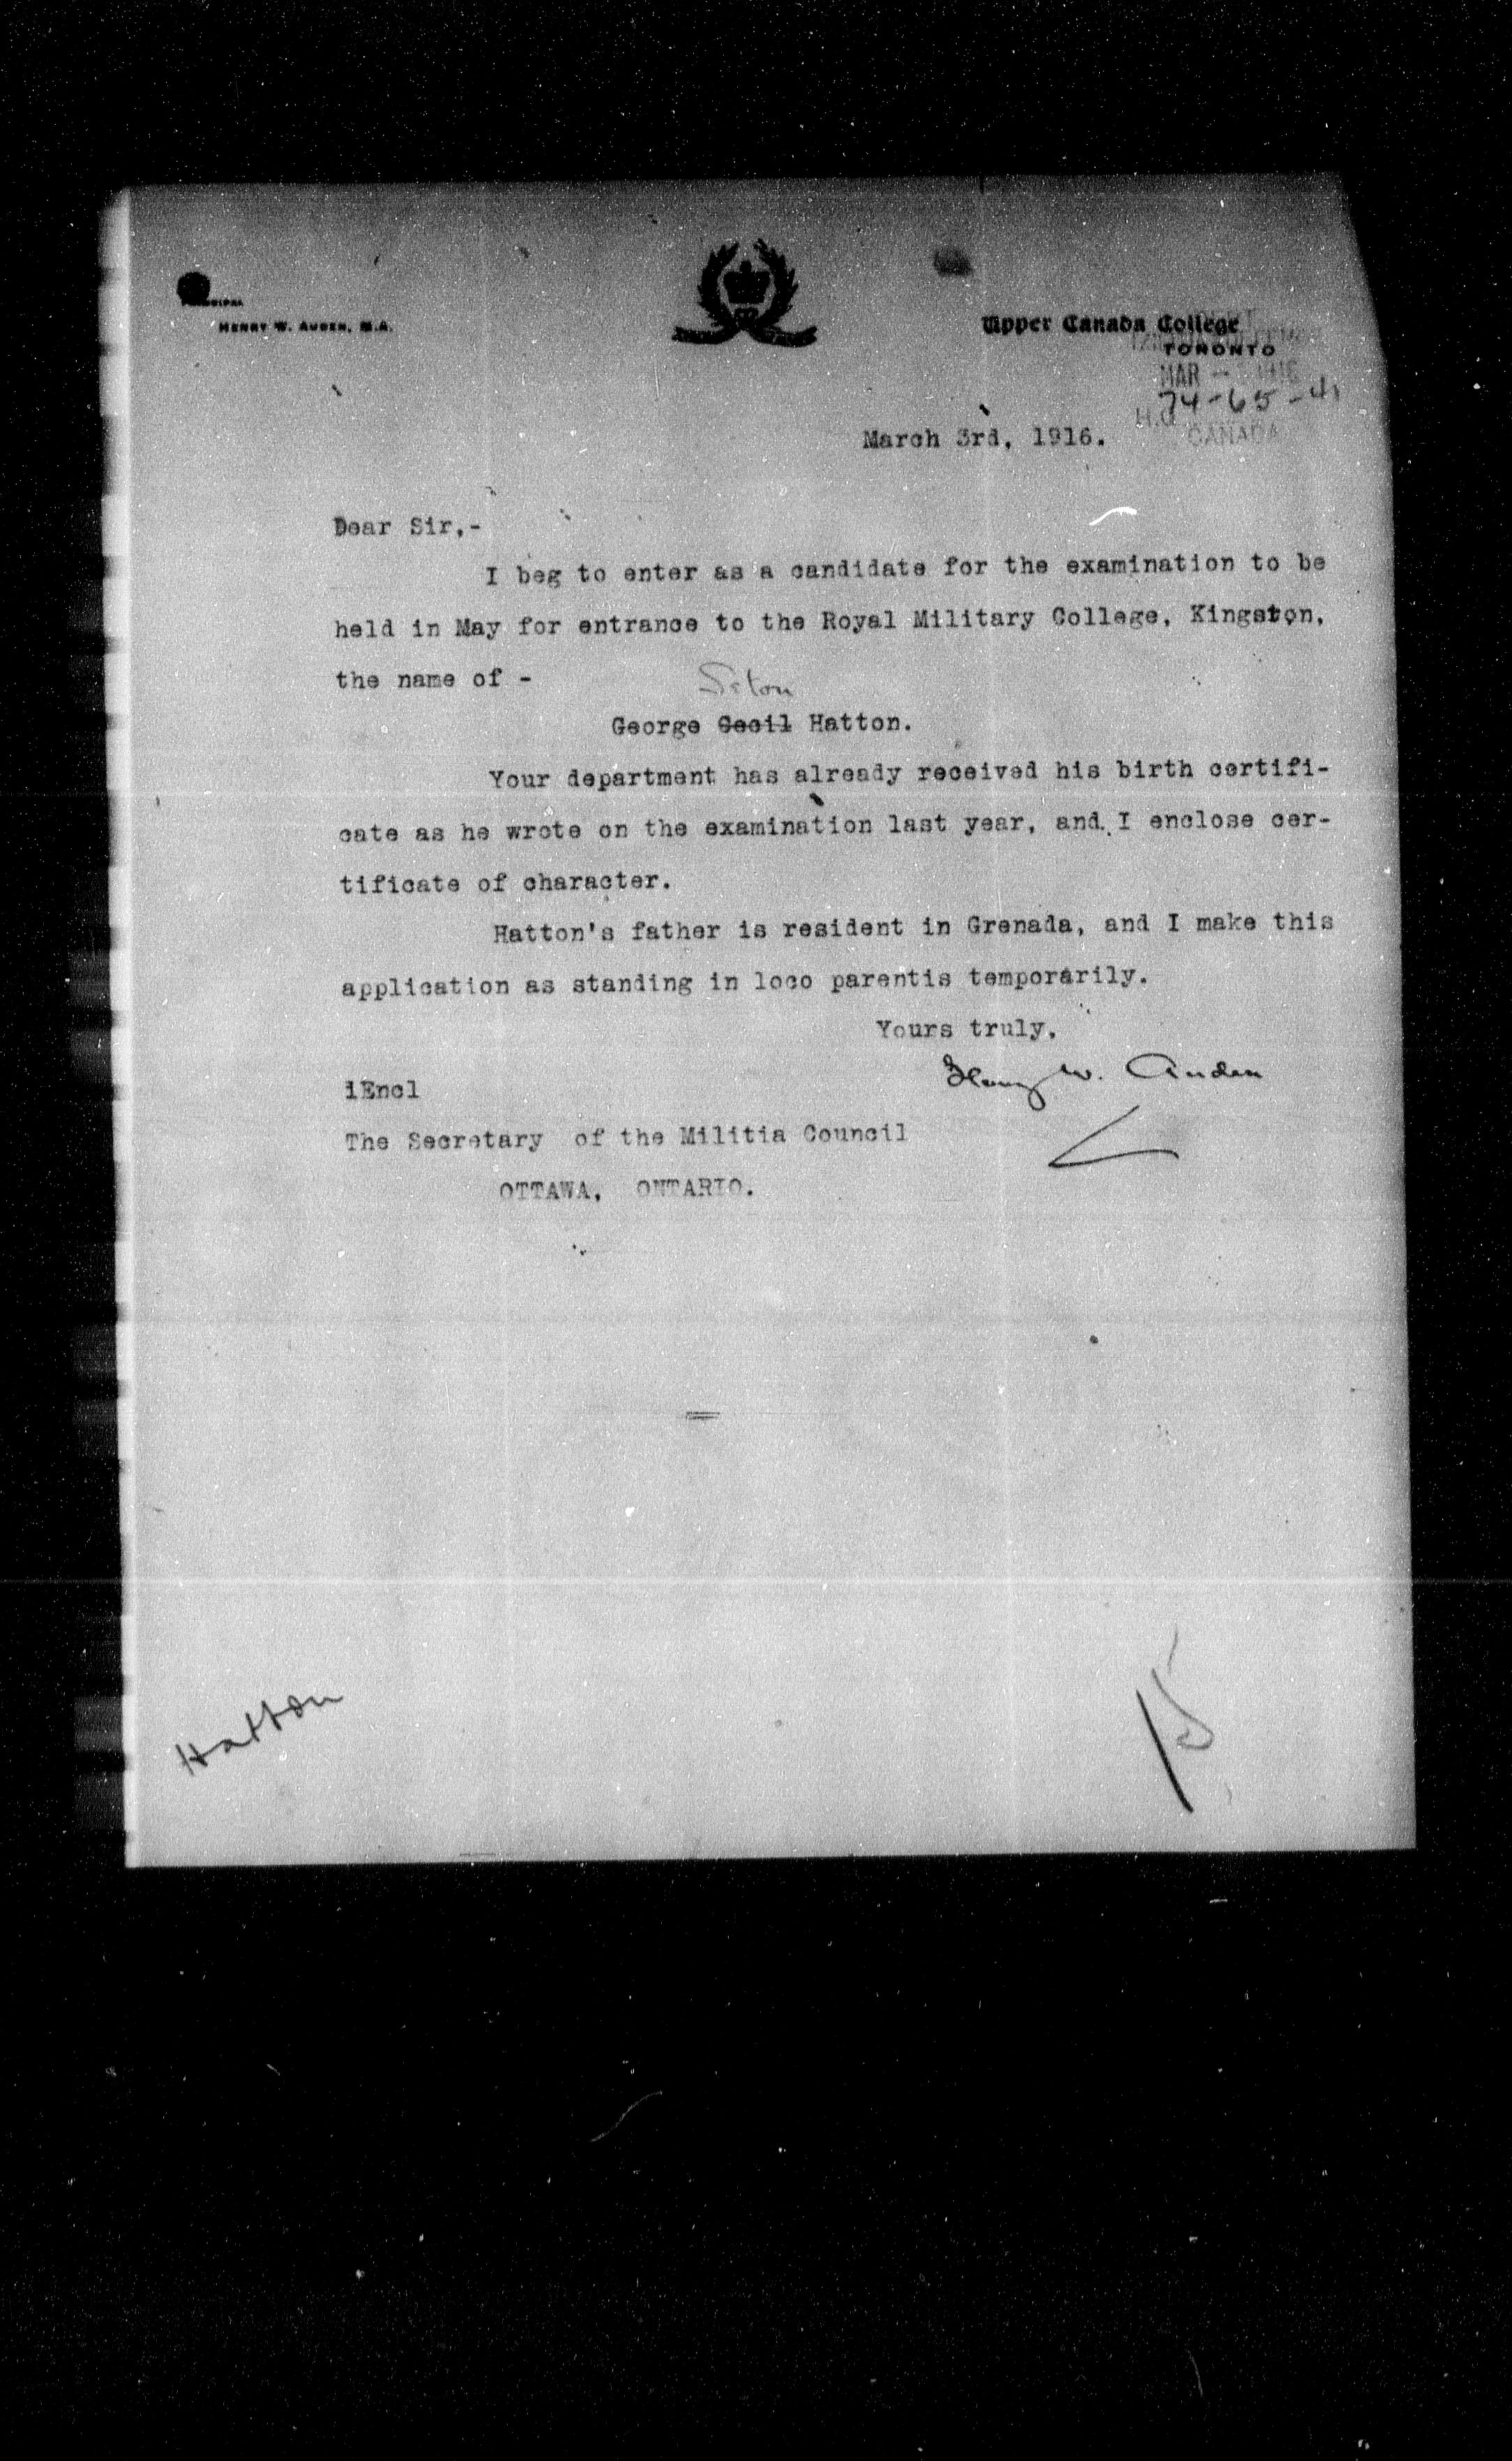 PRINCIPAL
HENRY W. AUDEN, M.A.
Upper Canada College
TORONTO
MAR
74-65-41
H.Q.
CANADA
March 3rd, 1916.
Dear Sir,-
I beg to enter as a candidate for the examination to be
held in May for entrance to the Royal Military College, Kingston,
the name of -
Seton
George Cecil Hatton.
Your department has already received his birth certifi-
cate as he wrote on the examination last year, and I enclose cer-
tificate of character.
Hatton's father is resident in Grenada, and I make this
application as standing in loco parentis temporarily.
Yours truly,
Henry W. Auden
1Encl
The Secretary of the Militia Council
OTTAWA, ONTARIO.
Hatton